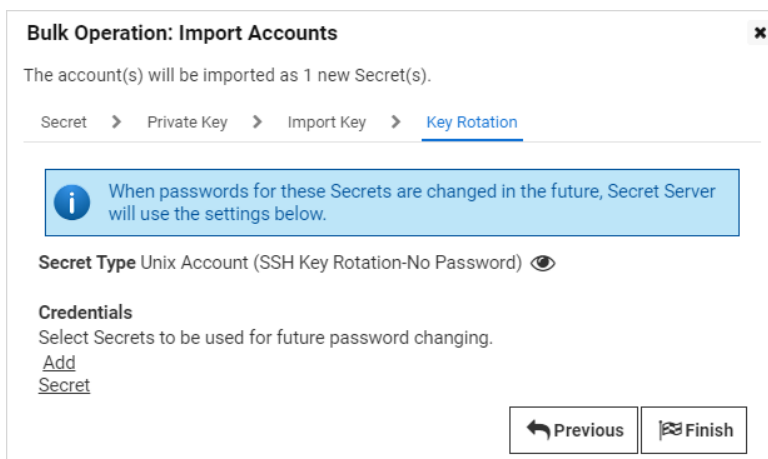 Bulk Operation: Import Accounts
The account(s) will be imported as 1 new Secret(s).
Secret > Private Key > Import Key > Key Rotation
When passwords for these Secrets are changed in the future, Secret Server
will use the settings below.
Secret Type Unix Account (SSH Key Rotation-No Password)
Credentials
Select Secrets to be used for future password changing.
Add
Secret
Previous Finish